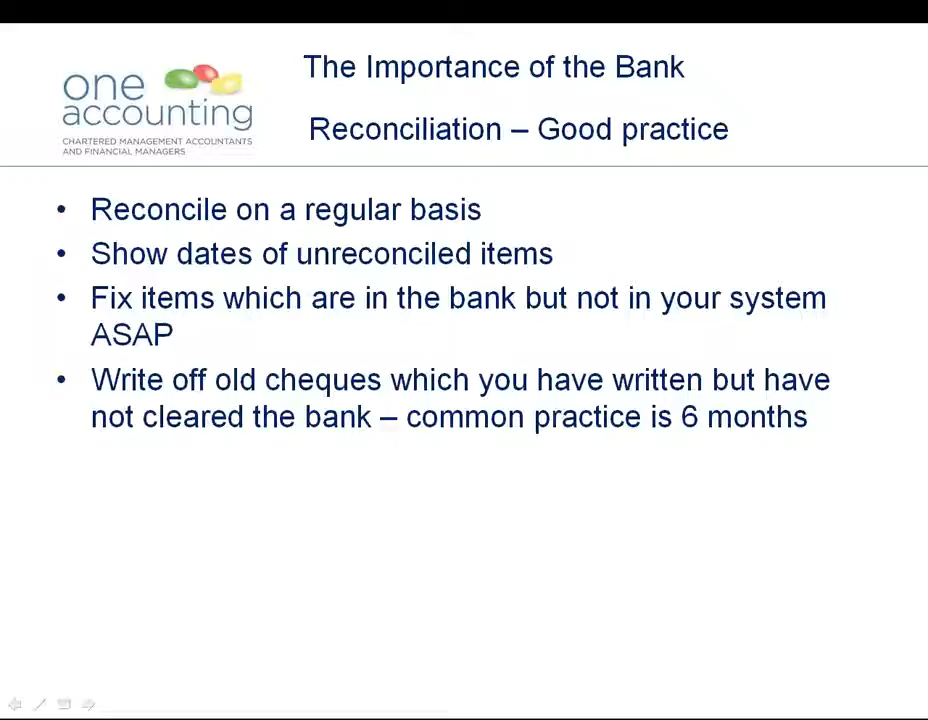 The Importance of the Bank
Reconciliation – Good practice
one
accounting
CHARTERED MANAGEMENT ACCOUNTANTS
AND FINANCIAL MANAGERS
• Reconcile on a regular basis
• Show dates of unreconciled items
• Fix items which are in the bank but not in your system
ASAP
• Write off old cheques which you have written but have
not cleared the bank – common practice is 6 months